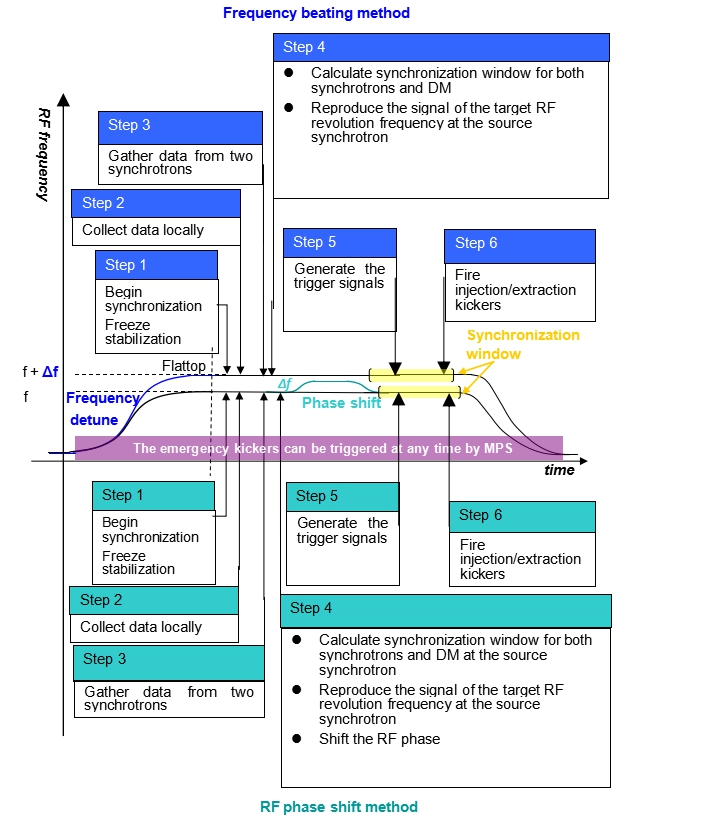 Frequency beating method
Step 4
● Calculate synchronization window for both
synchrotrons and DM
● Reproduce the signal of the target RF
revolution frequency at the source
synchrotron
RF frequency
Step 3
Gather data from two
synchrotrons
Step 2
Collect data locally
Step 5
Generate the
trigger signals
Step 6
Fire
injection/extraction
kickers
Step 1
Begin
synchronization
Freeze
stabilization
Synchronization
window
Flattop
f + Δf
f
Δf
Frequency
detune
Phase shift
The emergency kickers can be triggered at any time by MPS
time
Step 1
Begin
synchronization
Freeze
stabilization
Step 5
Generate the
trigger signals
Step 6
Fire
injection/extraction
kickers
Step 2
Collect data locally
Step 3
Gather data from two
synchrotrons
Step 4
● Calculate synchronization window for both
synchrotrons and DM at the source
synchrotron
● Reproduce the signal of the target RF
revolution frequency at the source
synchrotron
● Shift the RF phase
RF phase shift method